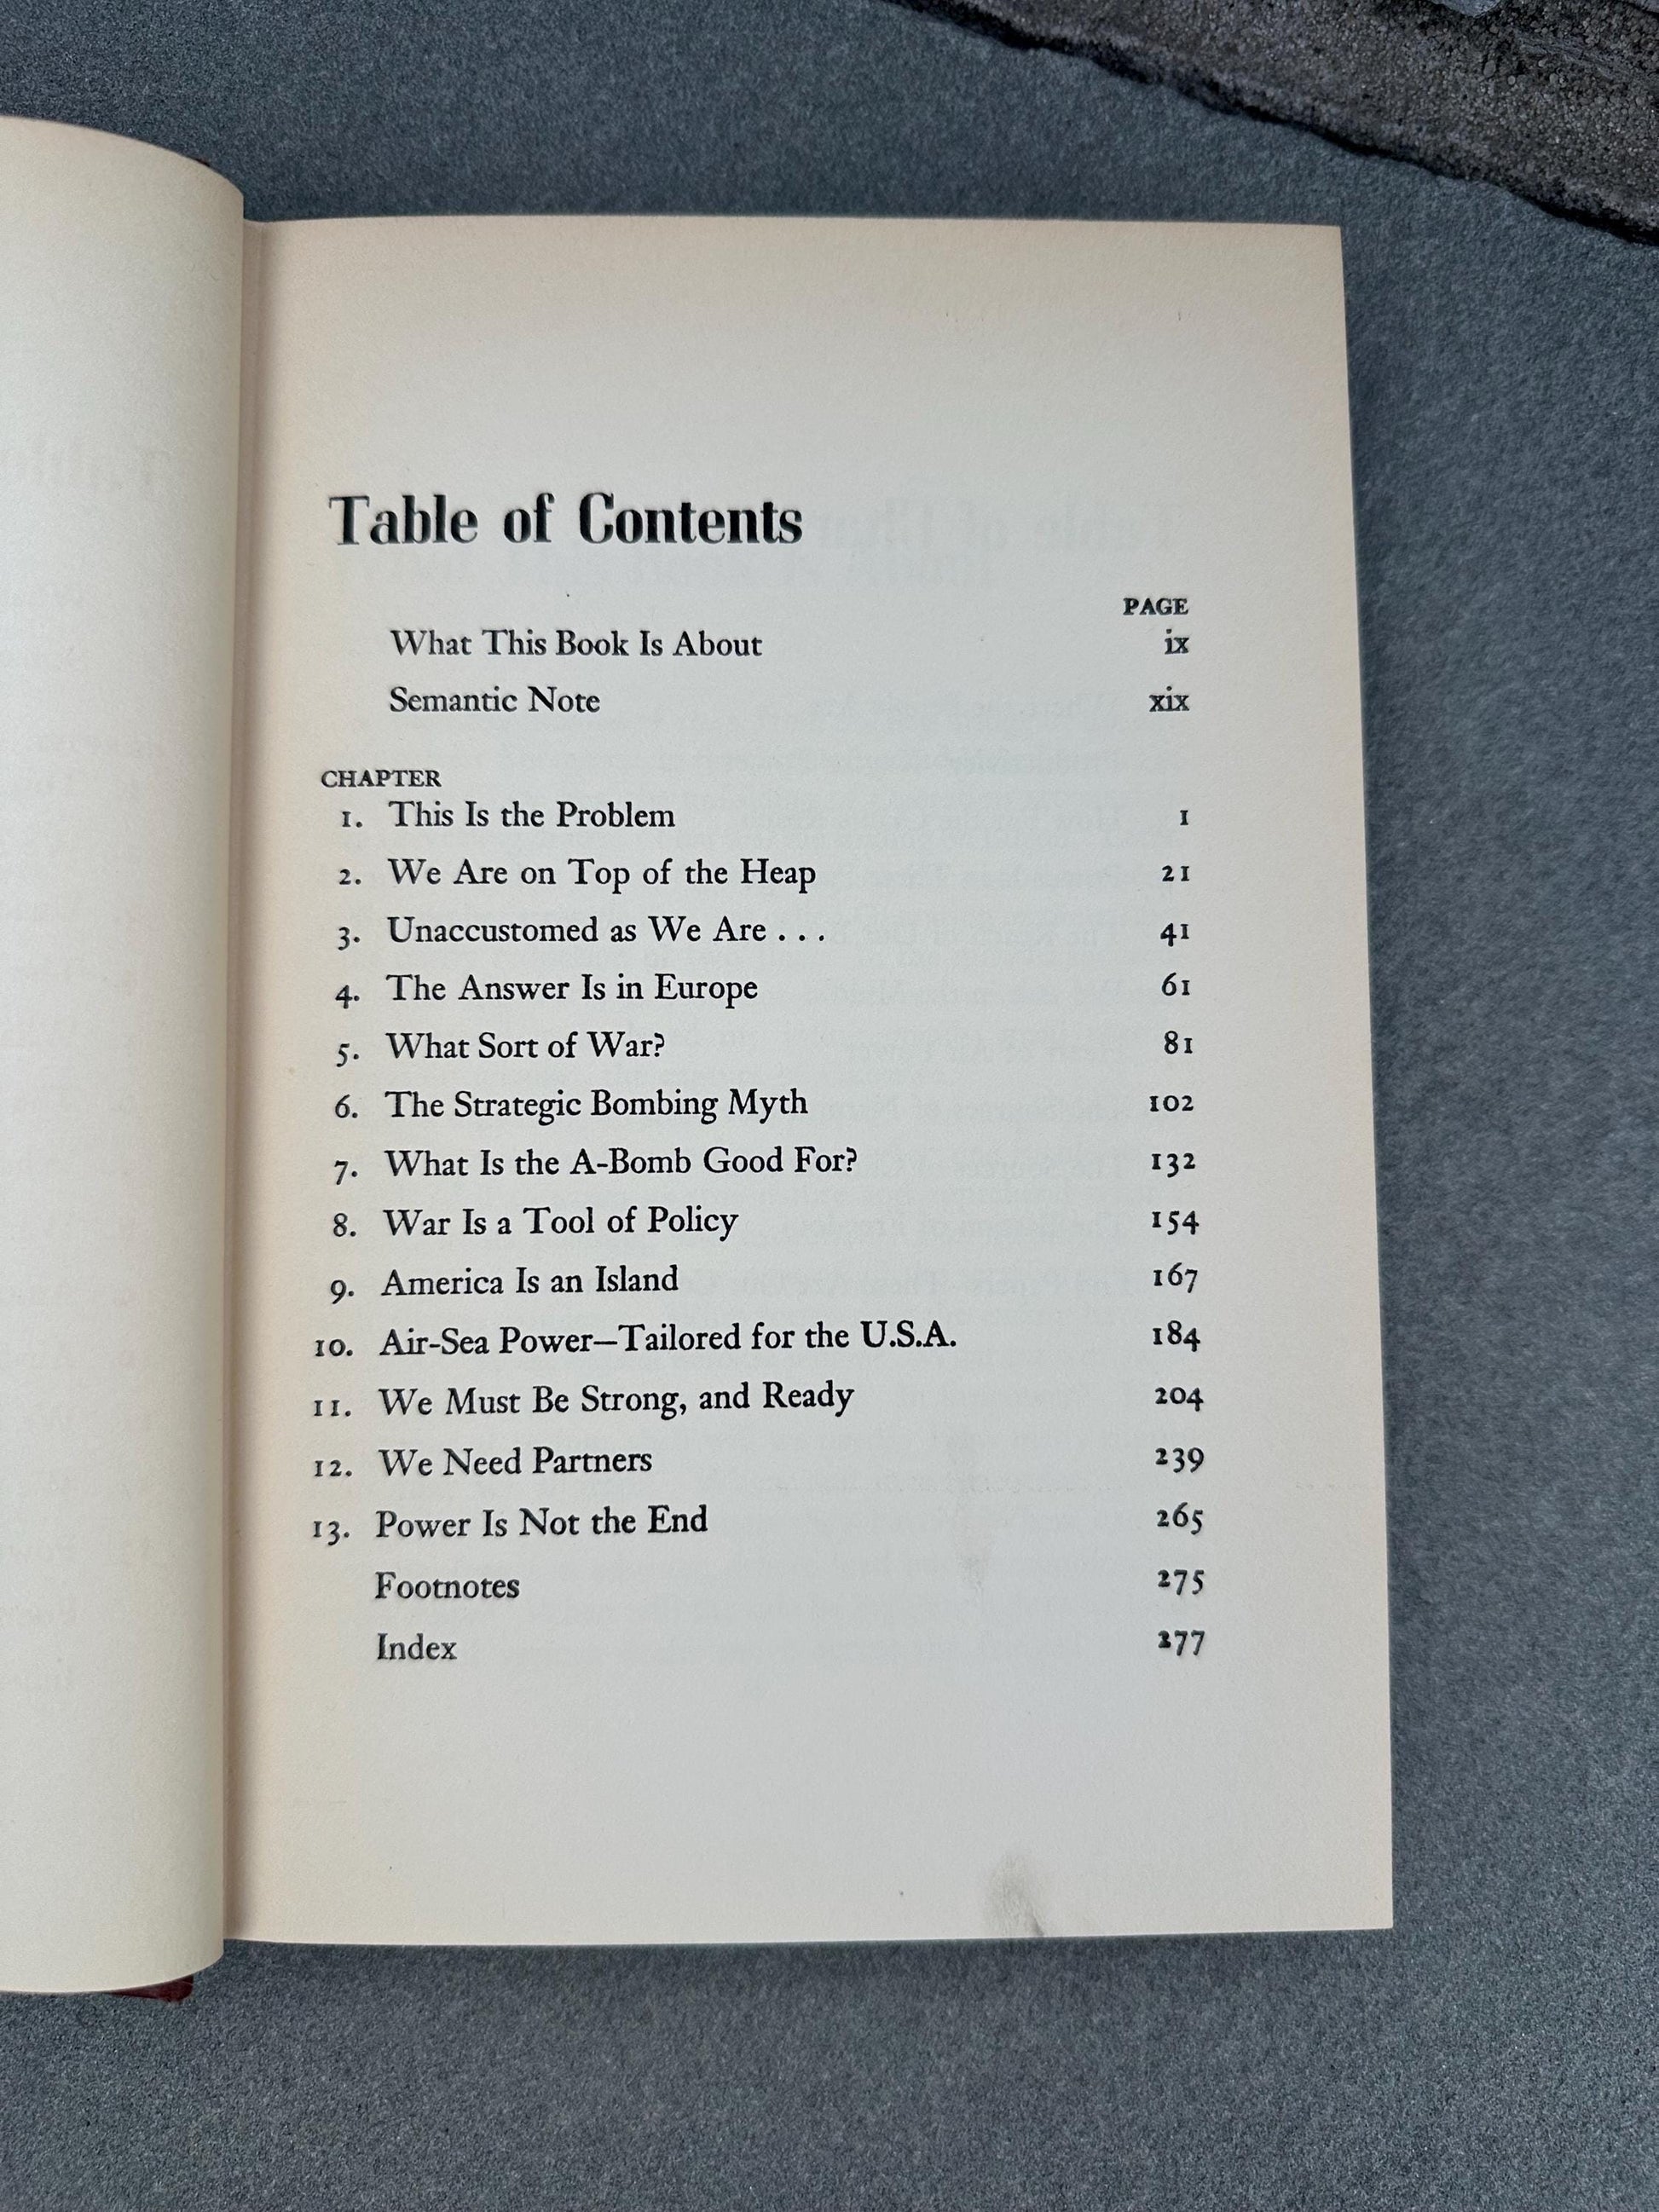 Table of Contents
PAGE
What This Book Is About ix
Semantic Note xix
CHAPTER
1. This Is the Problem 1
2. We Are on Top of the Heap 21
3. Unaccustomed as We Are . . . 41
4. The Answer Is in Europe 61
5. What Sort of War? 81
6. The Strategic Bombing Myth 102
7. What Is the A-Bomb Good For? 132
8. War Is a Tool of Policy 154
9. America Is an Island 167
10. Air-Sea Power—Tailored for the U.S.A. 184
11. We Must Be Strong, and Ready 204
12. We Need Partners 239
13. Power Is Not the End 265
Footnotes 275
Index 277